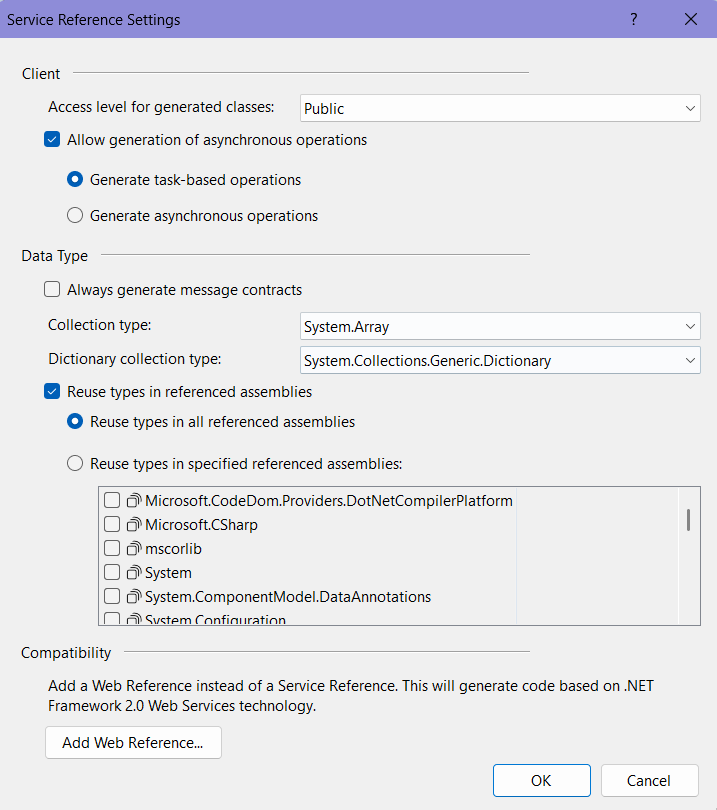 Service Reference Settings
?
Client
Access level for generated classes:
Public
Allow generation of asynchronous operations
Generate task-based operations
Generate asynchronous operations
Data Type
Always generate message contracts
Collection type:
System.Array
Dictionary collection type:
System.Collections.Generic.Dictionary
Reuse types in referenced assemblies
Reuse types in all referenced assemblies
Reuse types in specified referenced assemblies:
Microsoft.CodeDom.Providers.DotNetCompilerPlatform
Microsoft.CSharp
mscorlib
System
System.ComponentModel.DataAnnotations
System.Configuration
Compatibility
Add a Web Reference instead of a Service Reference. This will generate code based on .NET
Framework 2.0 Web Services technology.
Add Web Reference...
OK
Cancel